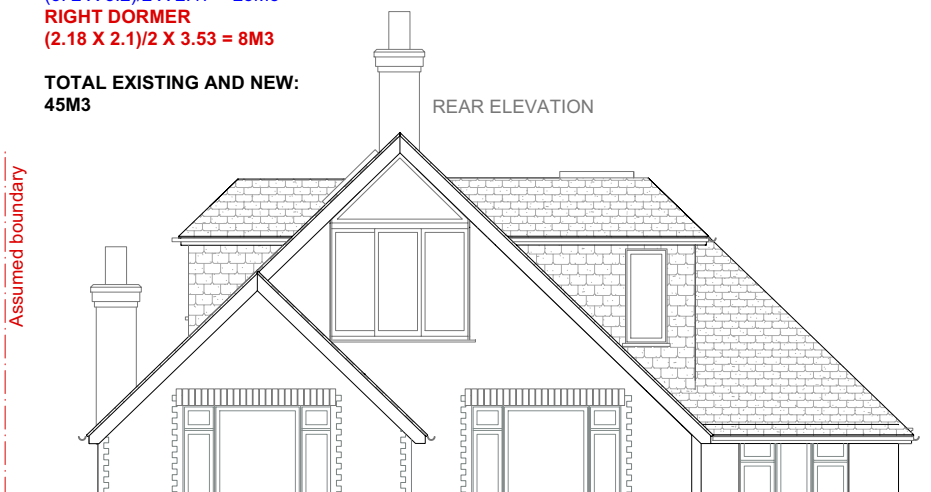 RIGHT DORMER
(2.18 X 2.1)/2 X 3.53 = 8M3
TOTAL EXISTING AND NEW:
45M3
REAR ELEVATION
Assumed boundary